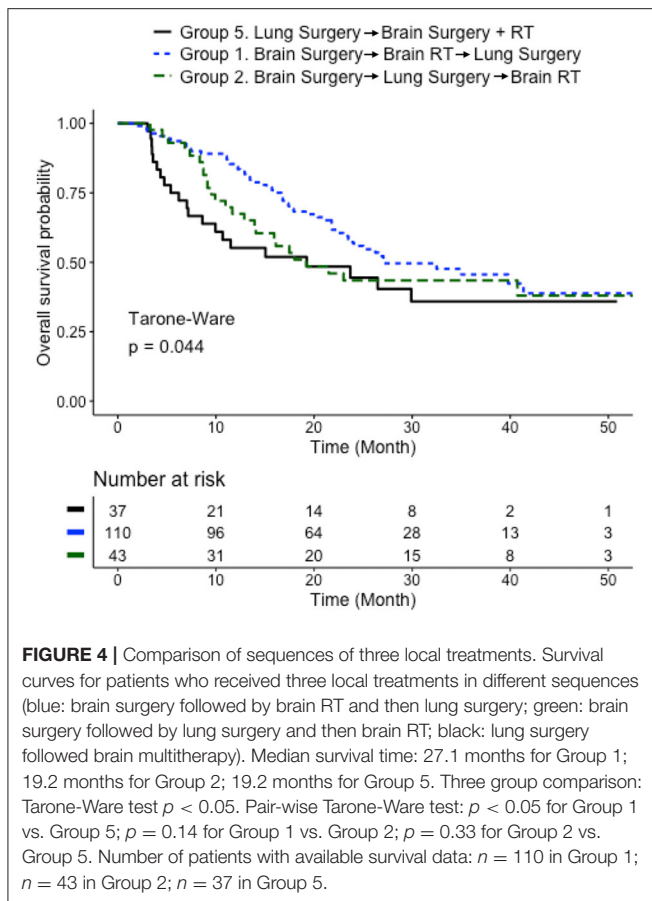 Group 5. Lung Surgery→Brain Surgery + RT
Group 1. Brain Surgery→Brain RT→Lung Surgery
Group 2. Brain Surgery→Lung Surgery→Brain RT
Overall survival probability
1.00
0.75
0.50
0.25
0.00
Tarone-Ware
p = 0.044
0 10 20 30 40 50
Time (Month)
Number at risk
37 21 14 8 2 1
110 96 64 28 13 3
43 31 20 15 8 3
0 10 20 30 40 50
Time (Month)
FIGURE 4 | Comparison of sequences of three local treatments. Survival
curves for patients who received three local treatments in different sequences
(blue: brain surgery followed by brain RT and then lung surgery; green: brain
surgery followed by lung surgery and then brain RT; black: lung surgery
followed brain multitherapy). Median survival time: 27.1 months for Group 1;
19.2 months for Group 2; 19.2 months for Group 5. Three group comparison:
Tarone-Ware test p < 0.05. Pair-wise Tarone-Ware test: p < 0.05 for Group 1
vs. Group 5; p = 0.14 for Group 1 vs. Group 2; p = 0.33 for Group 2 vs.
Group 5. Number of patients with available survival data: n = 110 in Group 1;
n = 43 in Group 2; n = 37 in Group 5.